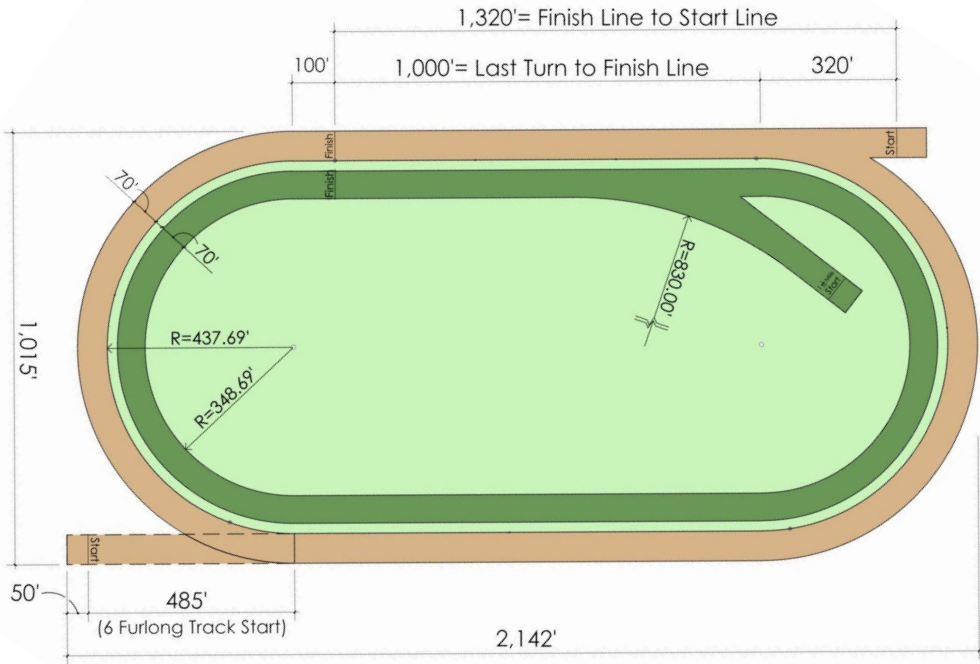 1,320'= Finish Line to Start Line
100'
1,000'= Last Turn to Finish Line
320'
Finish
Start
Finish
70'
70'
R=830.00'
Start
1,015'
R=437.69'
R=348.69'
Start
50'
485'
(6 Furlong Track Start)
2,142'